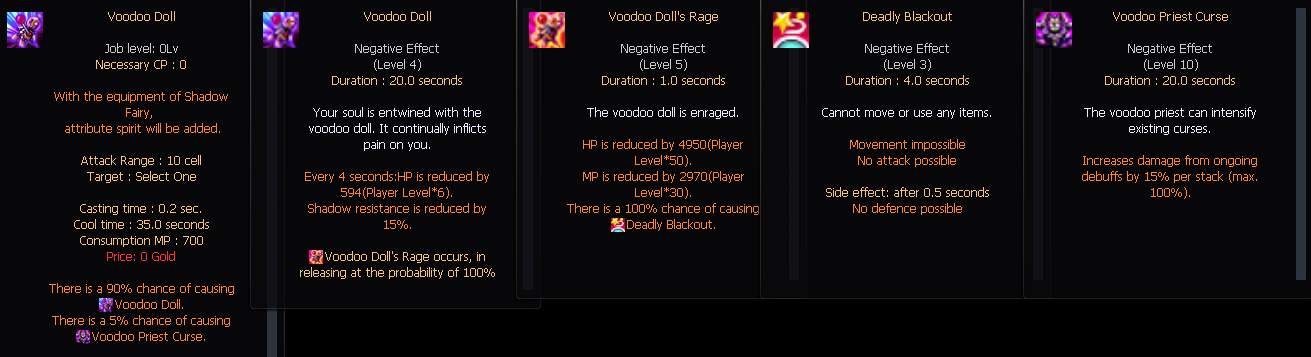 Voodoo Doll
Job level: 0Lv
Necessary CP : 0
With the equipment of Shadow
Fairy,
attribute spirit will be added.
Attack Range : 10 cell
Target : Select One
Casting time : 0.2 sec.
Cool time : 35.0 seconds
Consumption MP : 700
Price: 0 Gold
There is a 90% chance of causing
Voodoo Doll.
There is a 5% chance of causing
Voodoo Priest Curse.
Voodoo Doll
Negative Effect
(Level 4)
Duration : 20.0 seconds
Your soul is entwined with the
voodoo doll. It continually inflicts
pain on you.
Every 4 seconds:HP is reduced by
594(Player Level*6).
Shadow resistance is reduced by
15%.
Voodoo Doll's Rage occurs, in
releasing at the probability of 100%
Voodoo Doll's Rage
Negative Effect
(Level 5)
Duration : 1.0 seconds
The voodoo doll is enraged.
HP is reduced by 4950(Player
Level*50).
MP is reduced by 2970(Player
Level*30).
There is a 100% chance of causing
Deadly Blackout.
Deadly Blackout
Negative Effect
(Level 3)
Duration : 4.0 seconds
Cannot move or use any items.
Movement impossible
No attack possible
Side effect: after 0.5 seconds
No defence possible
Voodoo Priest Curse
Negative Effect
(Level 10)
Duration : 20.0 seconds
The voodoo priest can intensify
existing curses.
Increases damage from ongoing
debuffs by 15% per stack (max.
100%).